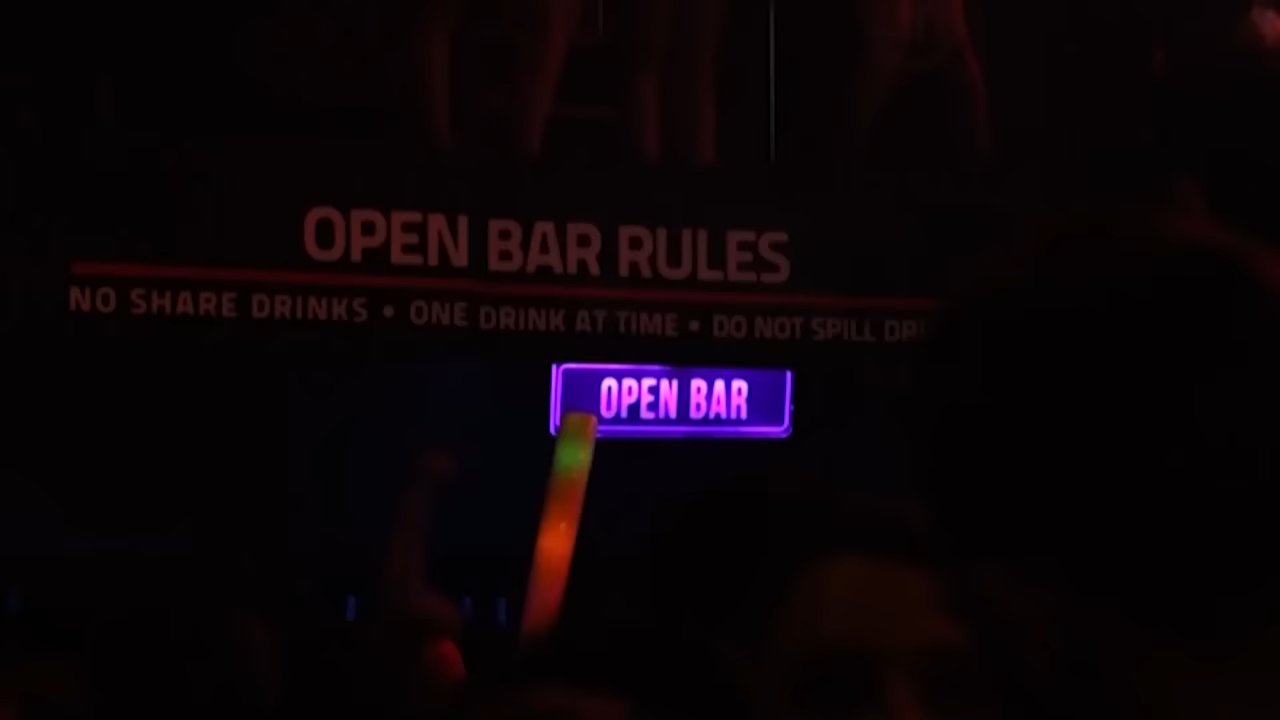 OPEN BAR RULES
NO SHARE DRINKS • ONE DRINK AT TIME • DO NOT SPILL
OPEN BAR